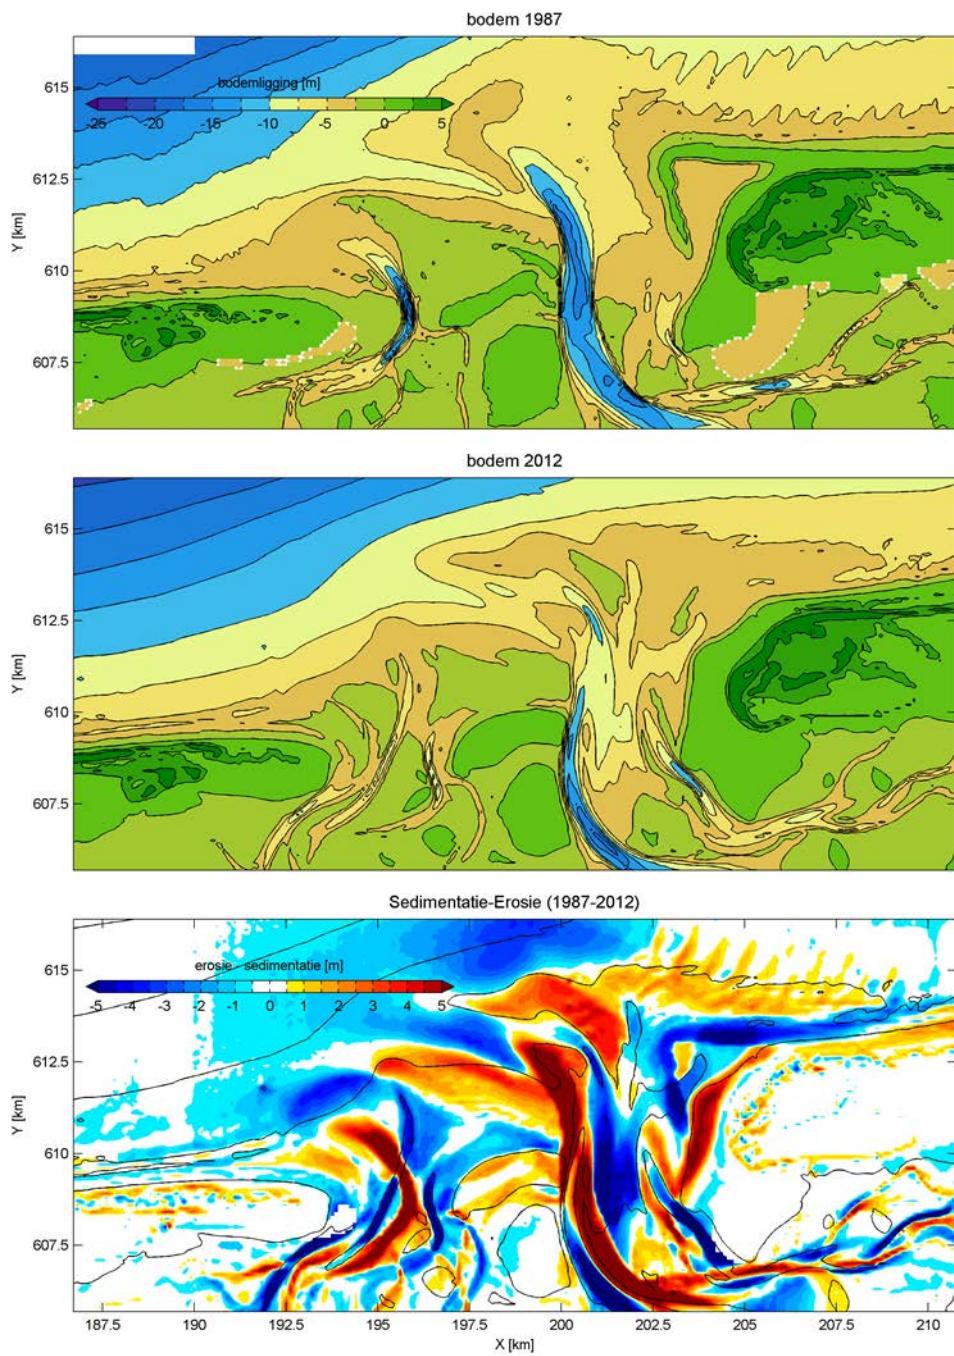 bodem 1987
615
bodemligging [m]
-25 -20 -15 -10 -5 0 5
612.5
Y [km]
610
607.5
bodem 2012
615
612.5
Y [km]
610
607.5
Sedimentatie-Erosie (1987-2012)
615
erosie - sedimentatie [m]
-5 -4 -3 -2 -1 0 1 2 3 4 5
612.5
Y [km]
610
607.5
187.5 190 192.5 195 197.5 200 202.5 205 207.5 210
X [km]